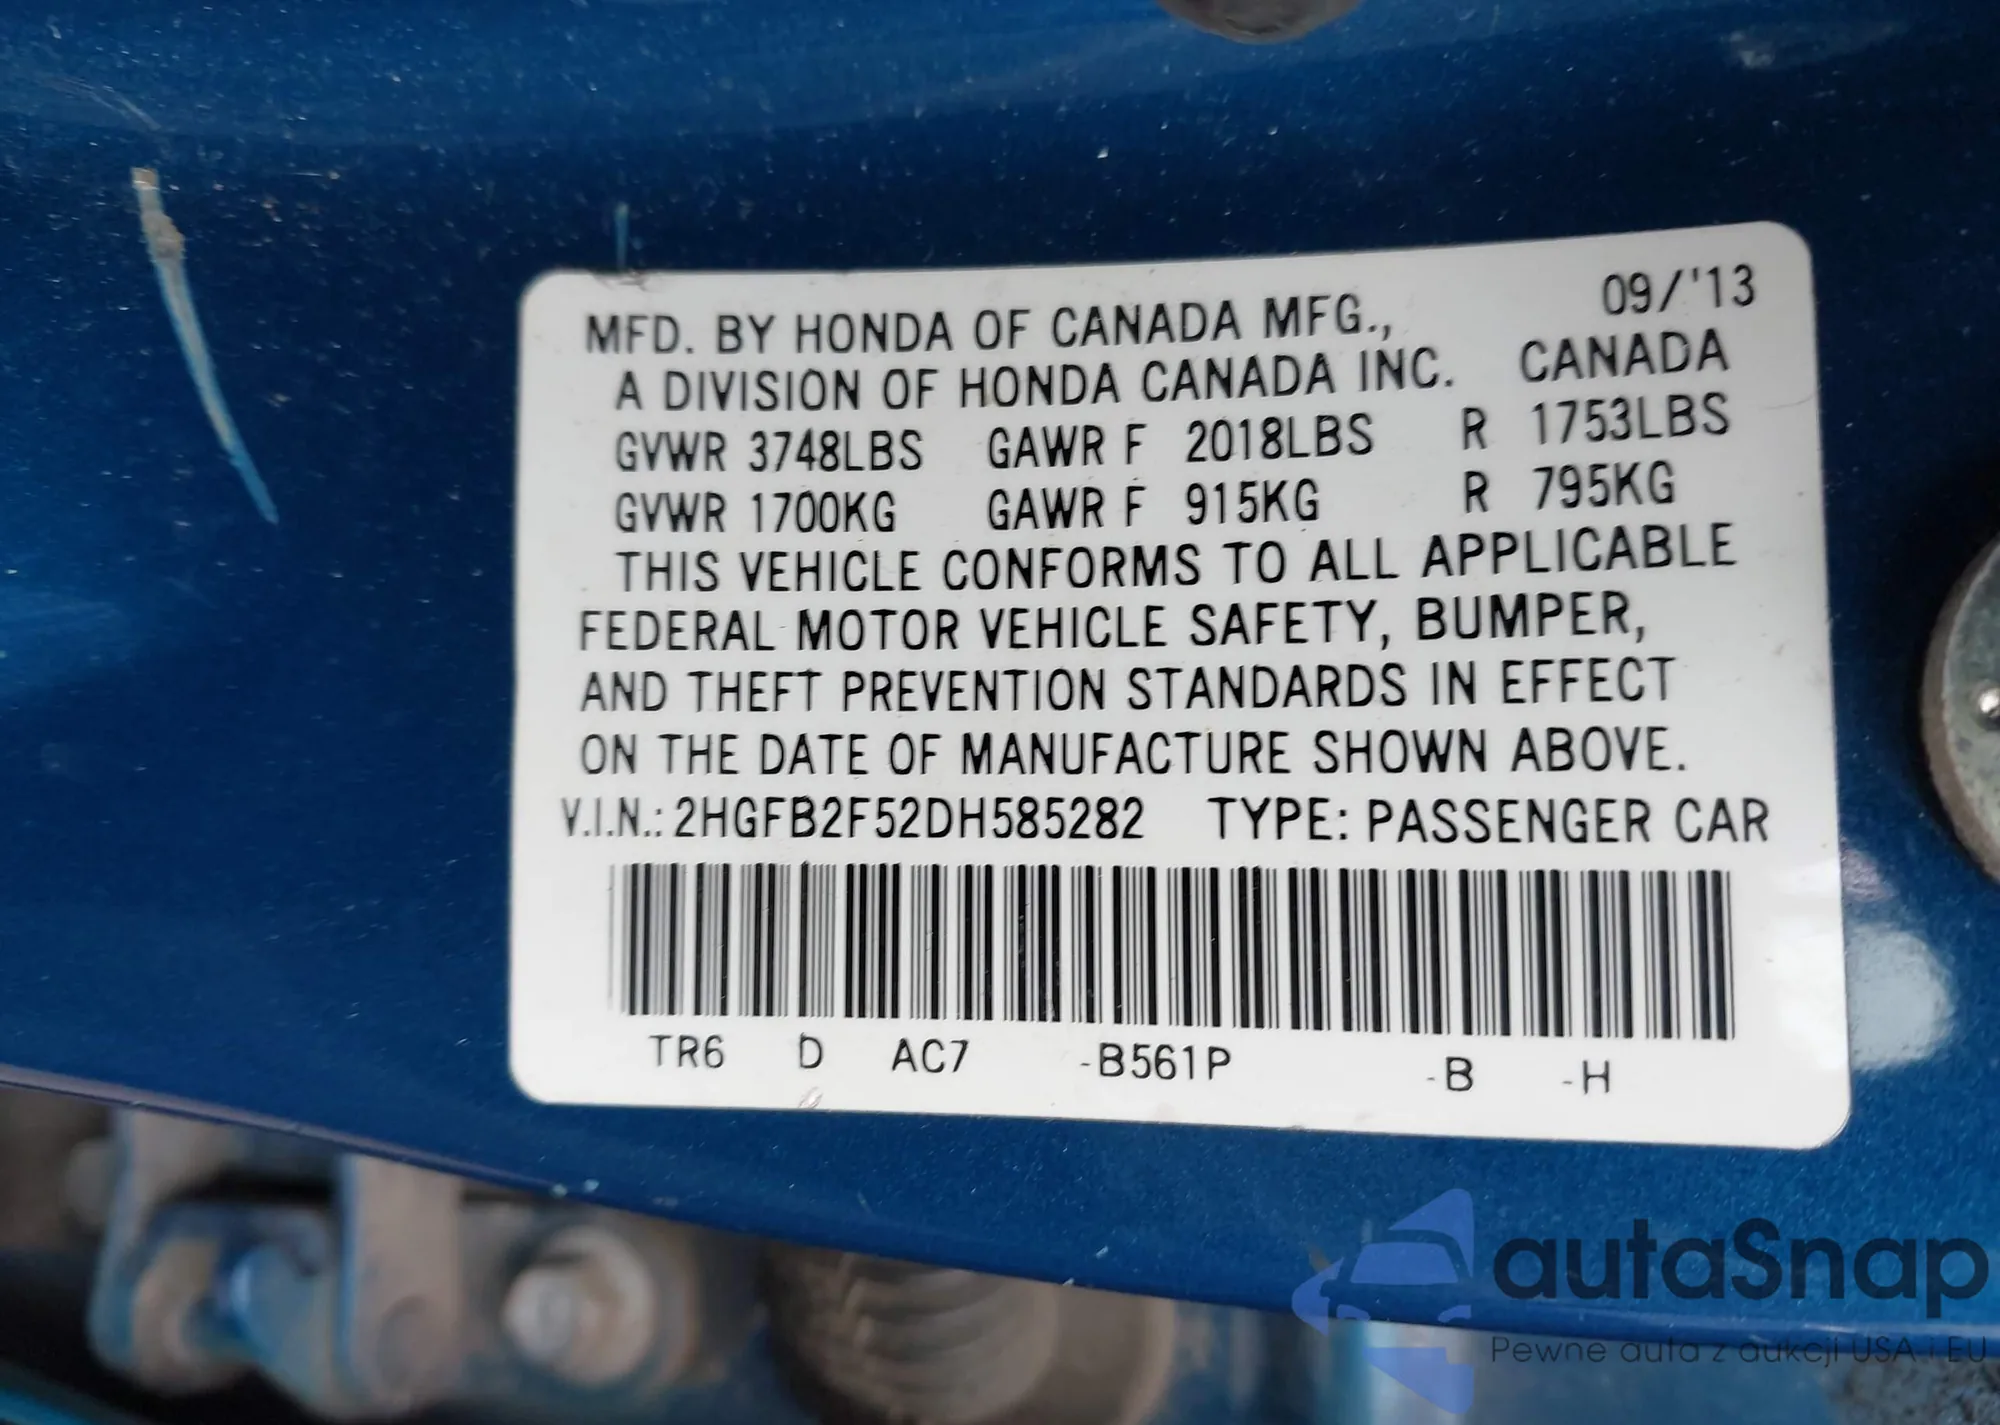 09/'13
MFD. BY HONDA OF CANADA MFG.,
A DIVISION OF HONDA CANADA INC. CANADA
GVWR 3748LBS GAWR F 2018LBS R 1753LBS
GVWR 1700KG GAWR F 915KG R 795KG
THIS VEHICLE CONFORMS TO ALL APPLICABLE
FEDERAL MOTOR VEHICLE SAFETY, BUMPER,
AND THEFT PREVENTION STANDARDS IN EFFECT
ON THE DATE OF MANUFACTURE SHOWN ABOVE.
V.I.N.: 2HGFB2F52DH585282 TYPE: PASSENGER CAR
TR6 D AC7 -B561P -B -H
autaSnap
Pewne auta z aukcji USA i EU